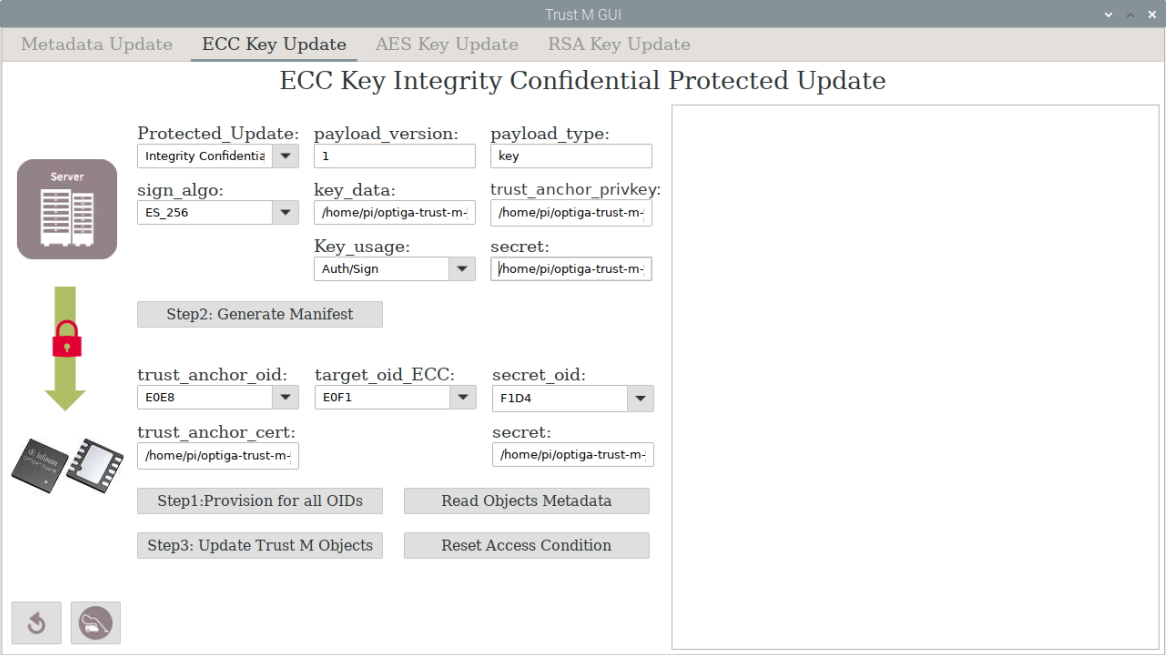 Trust M GUI
Metadata Update ECC Key Update AES Key Update RSA Key Update
ECC Key Integrity Confidential Protected Update
Server
Protected_Update: payload_version: payload_type:
Integrity Confidentia 1 key
sign_algo: key_data: trust_anchor_privkey:
ES_256 /home/pi/optiga-trust-m- /home/pi/optiga-trust-m-
Key_usage: secret:
Auth/Sign /home/pi/optiga-trust-m-
Step2: Generate Manifest
trust_anchor_oid: target_oid_ECC: secret_oid:
E0E8 E0F1 F1D4
trust_anchor_cert: secret:
/home/pi/optiga-trust-m- /home/pi/optiga-trust-m-
Infineon
OPTIGA™ Trust M
Step1:Provision for all OIDs Read Objects Metadata
Step3: Update Trust M Objects Reset Access Condition